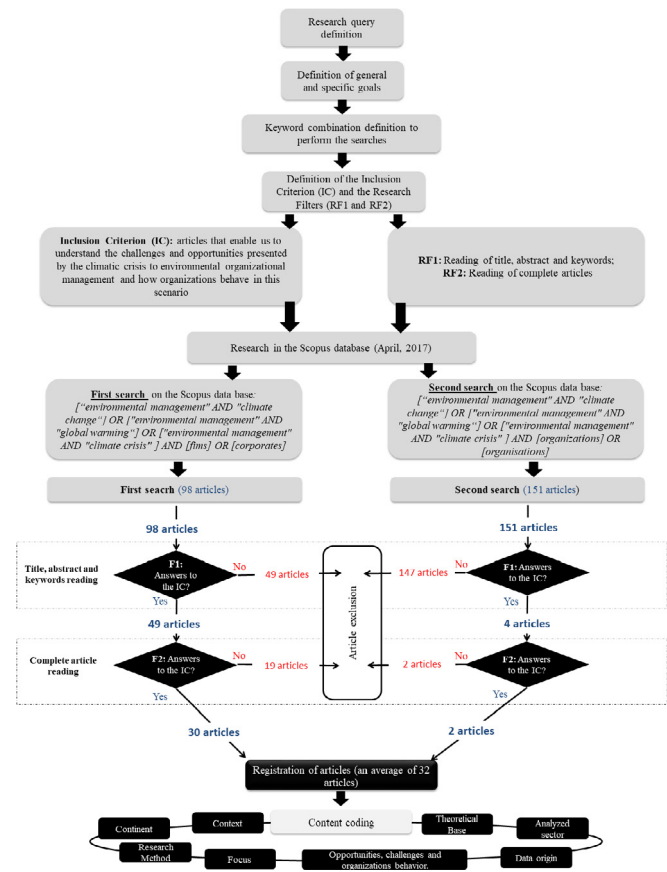 Research query
definition
Definition of general
and specific goals
Keyword combination definition to
perform the searches
Definition of the Inclusion
Criterion (IC) and the Research
Filters (RF1 and RF2)
Inclusion Criterion (IC): articles that enable us to
understand the challenges and opportunities presented
by the climatic crisis to environmental organizational
management and how organizations behave in this
scenario
RF1: Reading of title, abstract and keywords;
RF2: Reading of complete articles
Research in the Scopus database (April, 2017)
First search on the Scopus data base:
["environmental management" AND "climate
change"] OR ["environmental management" AND
"global warming"] OR ["environmental management"
AND "climate crisis" ] AND [fims] OR [corporates]
Second search on the Scopus data base:
["environmental management" AND "climate
change"] OR ["environmental management" AND
"global warming"] OR ["environmental management"
AND "climate crisis" ] AND [organizations] OR
[organisations]
First seacrh (98 articles)
Second search (151 articles)
98 articles
151 articles
Title, abstract and
keywords reading
F1:
Answers to
the IC?
No
49 articles
Article exclusion
147 articles
No
F1:
Answers to
the IC?
Yes
Yes
49 articles
4 articles
Complete article
reading
F2: Answers
to the IC?
No
19 articles
2 articles
No
F2: Answers
to the IC?
Yes
Yes
30 articles
2 articles
Registration of articles (an average of 32
articles)
Continent
Context
Content coding
Theoretical
Base
Analyzed
sector
Research
Method
Focus
Opportunities, challenges and
organizations behavior.
Data origin